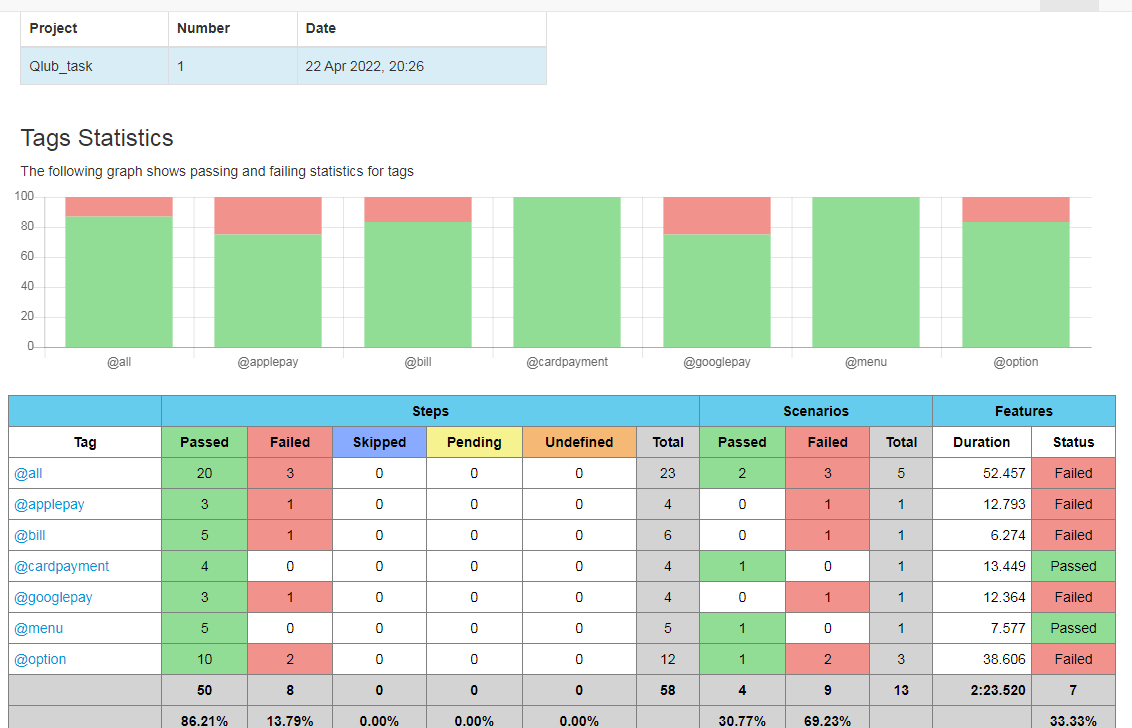 Project Number Date
Qlub_task 1 22 Apr 2022, 20:26
Tags Statistics
The following graph shows passing and failing statistics for tags
100
80
60
40
20
0
@all @applepay @bill @cardpayment @googlepay @menu @option
Steps Scenarios Features
Tag Passed Failed Skipped Pending Undefined Total Passed Failed Total Duration Status
@all 20 3 0 0 0 23 2 3 5 52.457 Failed
@applepay 3 1 0 0 0 4 0 1 1 12.793 Failed
@bill 5 1 0 0 0 6 0 1 1 6.274 Failed
@cardpayment 4 0 0 0 0 4 1 0 1 13.449 Passed
@googlepay 3 1 0 0 0 4 0 1 1 12.364 Failed
@menu 5 0 0 0 0 5 1 0 1 7.577 Passed
@option 10 2 0 0 0 12 1 2 3 38.606 Failed
50 8 0 0 0 58 4 9 13 2:23.520 7
86.21% 13.79% 0.00% 0.00% 0.00% 30.77% 69.23% 33.33%